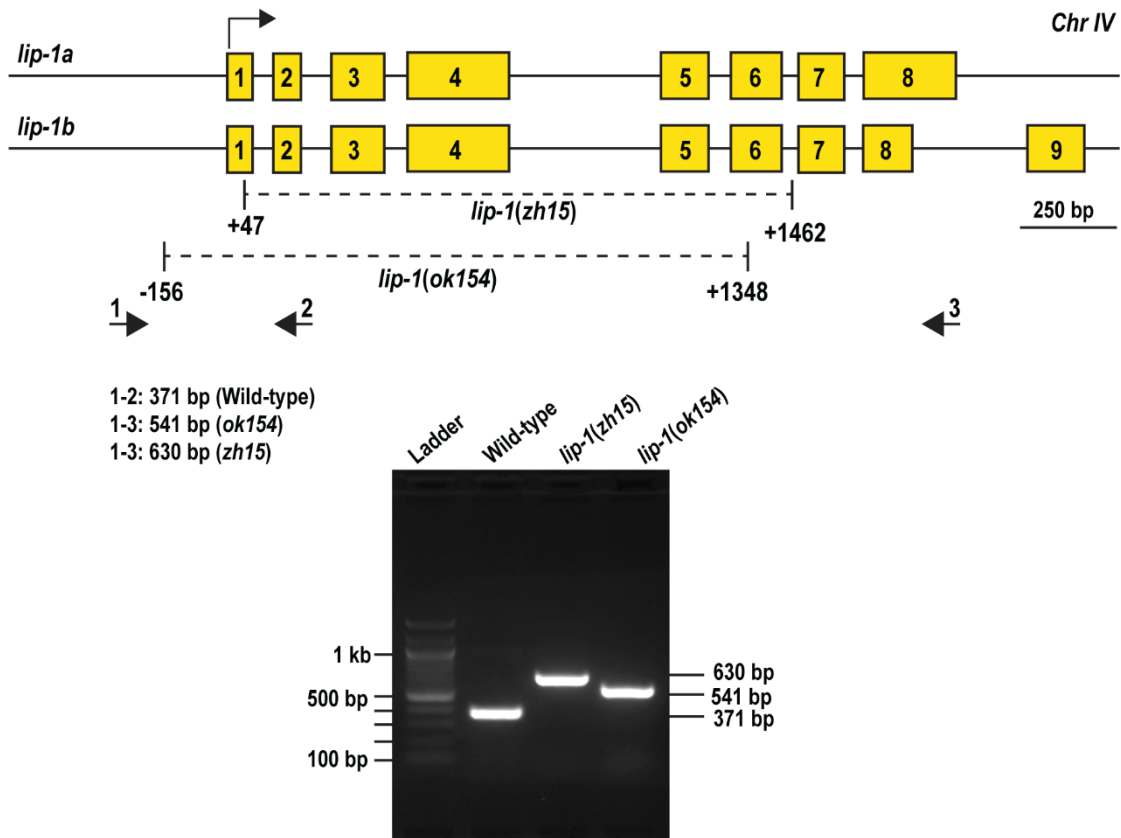 Chr IV
lip-1a
1 2 3 4 5 6 7 8
lip-1b
1 2 3 4 5 6 7 8 9
lip-1(zh15)
+47
+1462
250 bp
lip-1(ok154)
-156
+1348
1 2 3
1-2: 371 bp (Wild-type)
1-3: 541 bp (ok154)
1-3: 630 bp (zh15)
Ladder
Wild-type
lip-1(zh15)
lip-1(ok154)
1 kb
500 bp
100 bp
630 bp
541 bp
371 bp